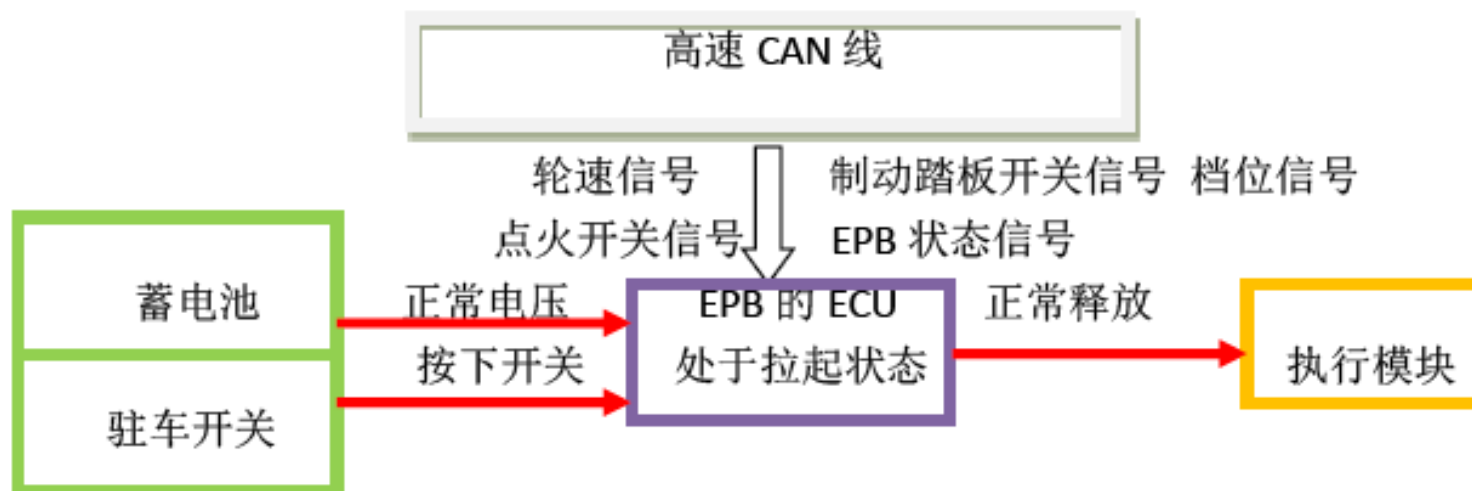 高速 CAN 线
轮速信号
制动踏板开关信号 档位信号
点火开关信号
EPB 状态信号
蓄电池
正常电压
EPB 的 ECU
正常释放
按下开关
处于拉起状态
执行模块
驻车开关